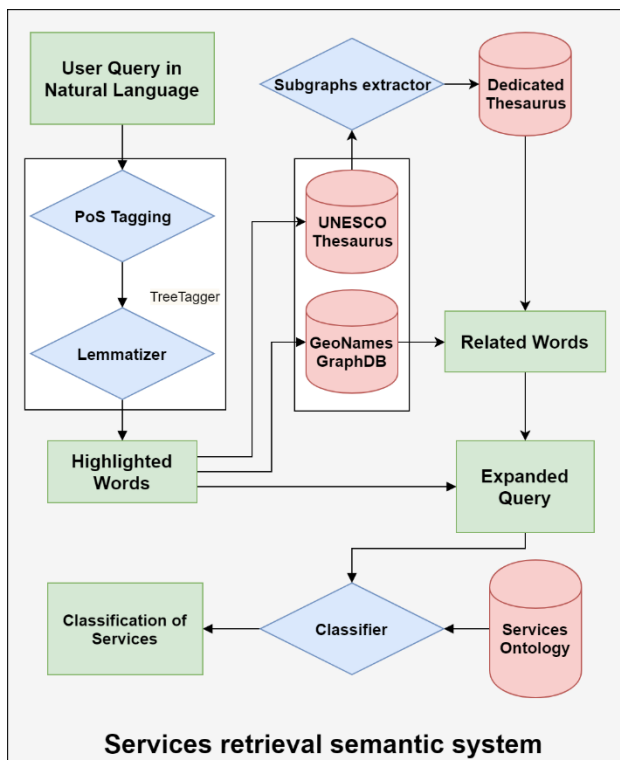 User Query in
Natural Language
Subgraphs extractor
Dedicated
Thesaurus
PoS Tagging
UNESCO
Thesaurus
TreeTagger
Lemmatizer
GeoNames
GraphDB
Related Words
Highlighted
Words
Expanded
Query
Classification of
Services
Classifier
Services
Ontology
Services retrieval semantic system